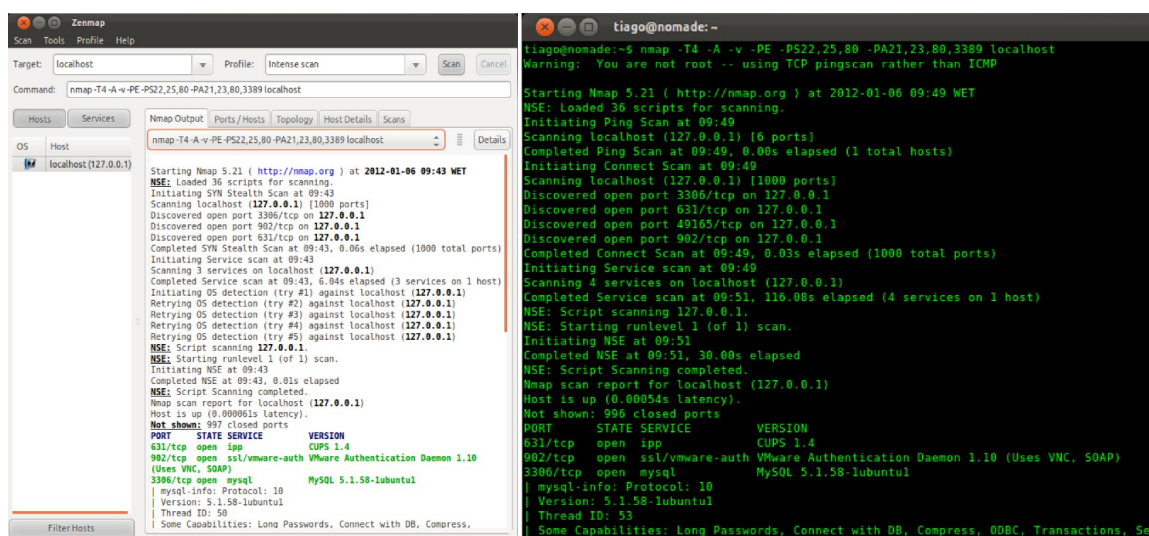 Zenmap
Scan Tools Profile Help
Target: localhost Profile: Intense scan Scan Cancel
Command: nmap -T4 -A -v -PE -PS22,25,80 -PA21,23,80,3389 localhost
Hosts Services
OS Host
localhost (127.0.0.1)
Filter Hosts
Nmap Output Ports / Hosts Topology Host Details Scans
nmap -T4 -A -v -PE -PS22,25,80 -PA21,23,80,3389 localhost Details
Starting Nmap 5.21 ( http://nmap.org ) at 2012-01-06 09:43 WET
NSE: Loaded 36 scripts for scanning.
Initiating SYN Stealth Scan at 09:43
Scanning localhost (127.0.0.1) [1000 ports]
Discovered open port 3306/tcp on 127.0.0.1
Discovered open port 902/tcp on 127.0.0.1
Discovered open port 631/tcp on 127.0.0.1
Completed SYN Stealth Scan at 09:43, 0.06s elapsed (1000 total ports)
Initiating Service scan at 09:43
Scanning 3 services on localhost (127.0.0.1)
Completed Service scan at 09:43, 6.04s elapsed (3 services on 1 host)
Initiating OS detection (try #1) against localhost (127.0.0.1)
Retrying OS detection (try #2) against localhost (127.0.0.1)
Retrying OS detection (try #3) against localhost (127.0.0.1)
Retrying OS detection (try #4) against localhost (127.0.0.1)
Retrying OS detection (try #5) against localhost (127.0.0.1)
NSE: Script scanning 127.0.0.1.
NSE: Starting runlevel 1 (of 1) scan.
Initiating NSE at 09:43
Completed NSE at 09:43, 0.01s elapsed
NSE: Script Scanning completed.
Nmap scan report for localhost (127.0.0.1)
Host is up (0.000061s latency).
Not shown: 997 closed ports
PORT STATE SERVICE VERSION
631/tcp open ipp CUPS 1.4
902/tcp open ssl/vmware-auth VMware Authentication Daemon 1.10
(Uses VNC, SOAP)
3306/tcp open mysql MySQL 5.1.58-1ubuntu1
| mysql-info: Protocol: 10
| Version: 5.1.58-1ubuntu1
| Thread ID: 50
| Some Capabilities: Long Passwords, Connect with DB, Compress,
tiago@nomade: ~
tiago@nomade:~$ nmap -T4 -A -v -PE -PS22,25,80 -PA21,23,80,3389 localhost
Warning: You are not root -- using TCP pingscan rather than ICMP
Starting Nmap 5.21 ( http://nmap.org ) at 2012-01-06 09:49 WET
NSE: Loaded 36 scripts for scanning.
Initiating Ping Scan at 09:49
Scanning localhost (127.0.0.1) [6 ports]
Completed Ping Scan at 09:49, 0.00s elapsed (1 total hosts)
Initiating Connect Scan at 09:49
Scanning localhost (127.0.0.1) [1000 ports]
Discovered open port 3306/tcp on 127.0.0.1
Discovered open port 631/tcp on 127.0.0.1
Discovered open port 49165/tcp on 127.0.0.1
Discovered open port 902/tcp on 127.0.0.1
Completed Connect Scan at 09:49, 0.03s elapsed (1000 total ports)
Initiating Service scan at 09:49
Scanning 4 services on localhost (127.0.0.1)
Completed Service scan at 09:51, 116.08s elapsed (4 services on 1 host)
NSE: Script scanning 127.0.0.1.
NSE: Starting runlevel 1 (of 1) scan.
Initiating NSE at 09:51
Completed NSE at 09:51, 30.00s elapsed
NSE: Script Scanning completed.
Nmap scan report for localhost (127.0.0.1)
Host is up (0.00054s latency).
Not shown: 996 closed ports
PORT STATE SERVICE VERSION
631/tcp open ipp CUPS 1.4
902/tcp open ssl/vmware-auth VMware Authentication Daemon 1.10 (Uses VNC, SOAP)
3306/tcp open mysql MySQL 5.1.58-1ubuntu1
| mysql-info: Protocol: 10
| Version: 5.1.58-1ubuntu1
| Thread ID: 53
| Some Capabilities: Long Passwords, Connect with DB, Compress, ODBC, Transactions, Se